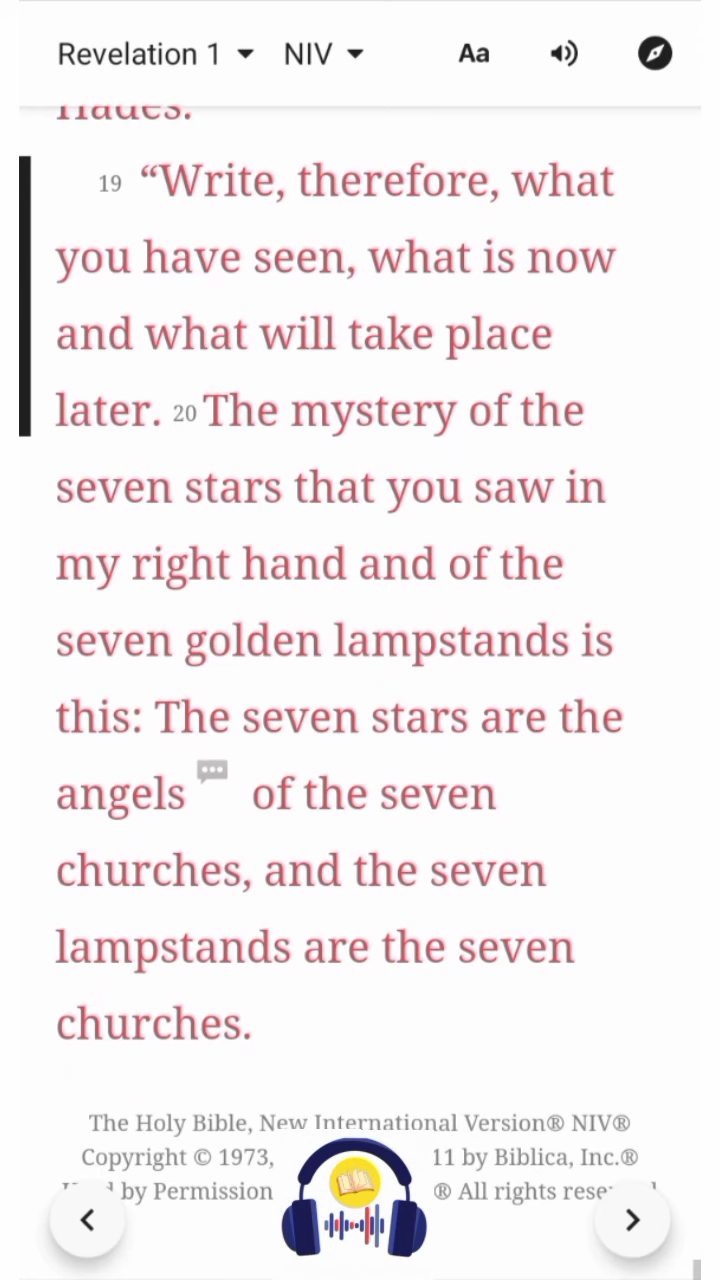 Revelation 1 NIV Aa
Hades.
19 “Write, therefore, what
you have seen, what is now
and what will take place
later. 20 The mystery of the
seven stars that you saw in
my right hand and of the
seven golden lampstands is
this: The seven stars are the
angels of the seven
churches, and the seven
lampstands are the seven
churches.
The Holy Bible, New International Version® NIV®
Copyright © 1973, 11 by Biblica, Inc.®
by Permission ® All rights